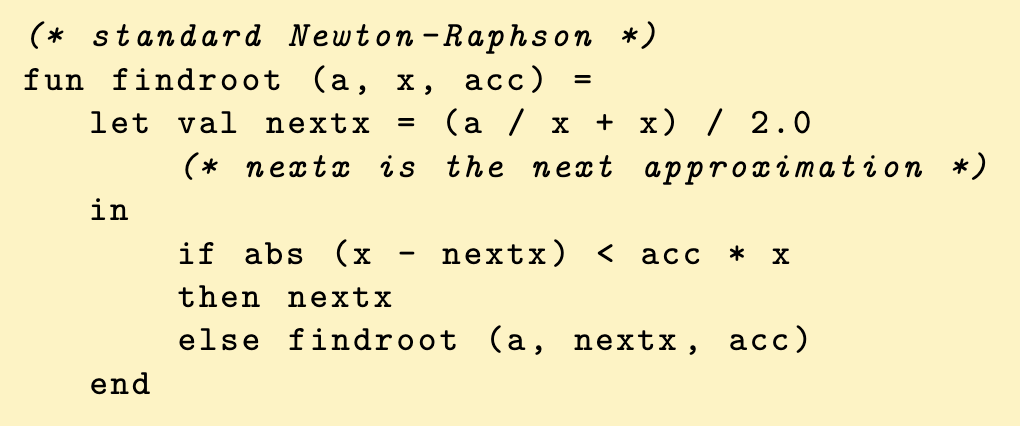 (* standard Newton-Raphson *)
fun findroot (a, x, acc) =
let val nextx = (a / x + x) / 2.0
(* nextx is the next approximation *)
in
if abs (x - nextx) < acc * x
then nextx
else findroot (a, nextx, acc)
end